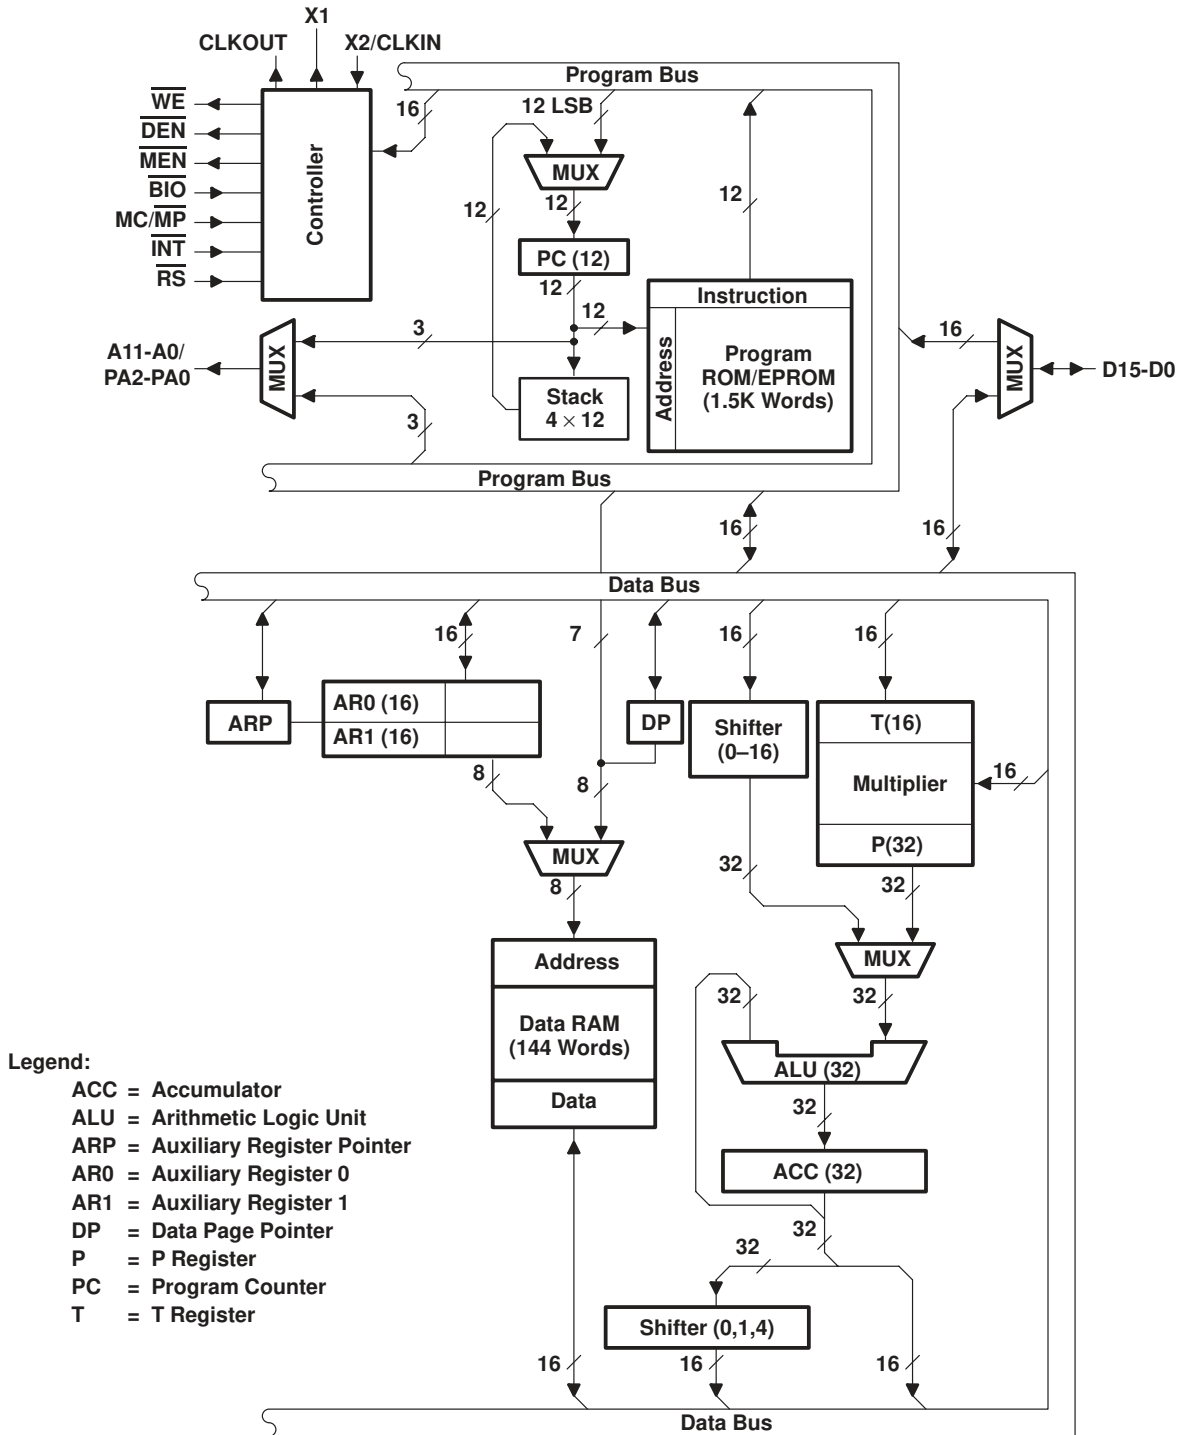 X1
CLKOUT
X2/CLKIN
Program Bus
WE
DEN
MEN
BIO
MC/MP
INT
RS
Controller
16
12 LSB
MUX
12
12
12
PC (12)
12
12
Instruction
Address
Program
ROM/EPROM
(1.5K Words)
3
A11-A0/
PA2-PA0
MUX
Stack
4 × 12
3
16
MUX
D15-D0
Program Bus
16
16
Data Bus
16
7
16
16
ARP
AR0 (16)
AR1 (16)
DP
Shifter
(0–16)
T(16)
Multiplier
P(32)
16
8
8
MUX
8
32
32
MUX
Address
Data RAM
(144 Words)
Data
32
32
ALU (32)
32
ACC (32)
32
32
Shifter (0,1,4)
16
16
16
Data Bus
Legend:
ACC = Accumulator
ALU = Arithmetic Logic Unit
ARP = Auxiliary Register Pointer
AR0 = Auxiliary Register 0
AR1 = Auxiliary Register 1
DP = Data Page Pointer
P = P Register
PC = Program Counter
T = T Register